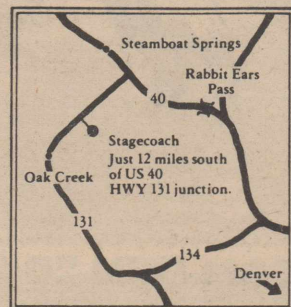 Steamboat Springs
Rabbit Ears
Pass
40
Stagecoach
Just 12 miles south
of US 40
HWY 131 junction.
Oak Creek
131
134
Denver